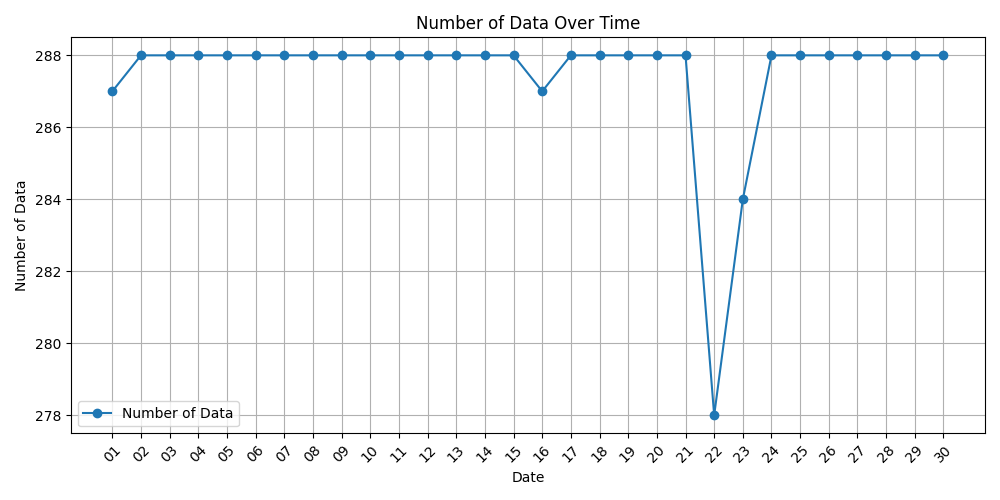 Number of Data Over Time
Number of Data
288
286
284
282
280
278
Number of Data
01 02 03 04 05 06 07 08 09 10 11 12 13 14 15 16 17 18 19 20 21 22 23 24 25 26 27 28 29 30
Date